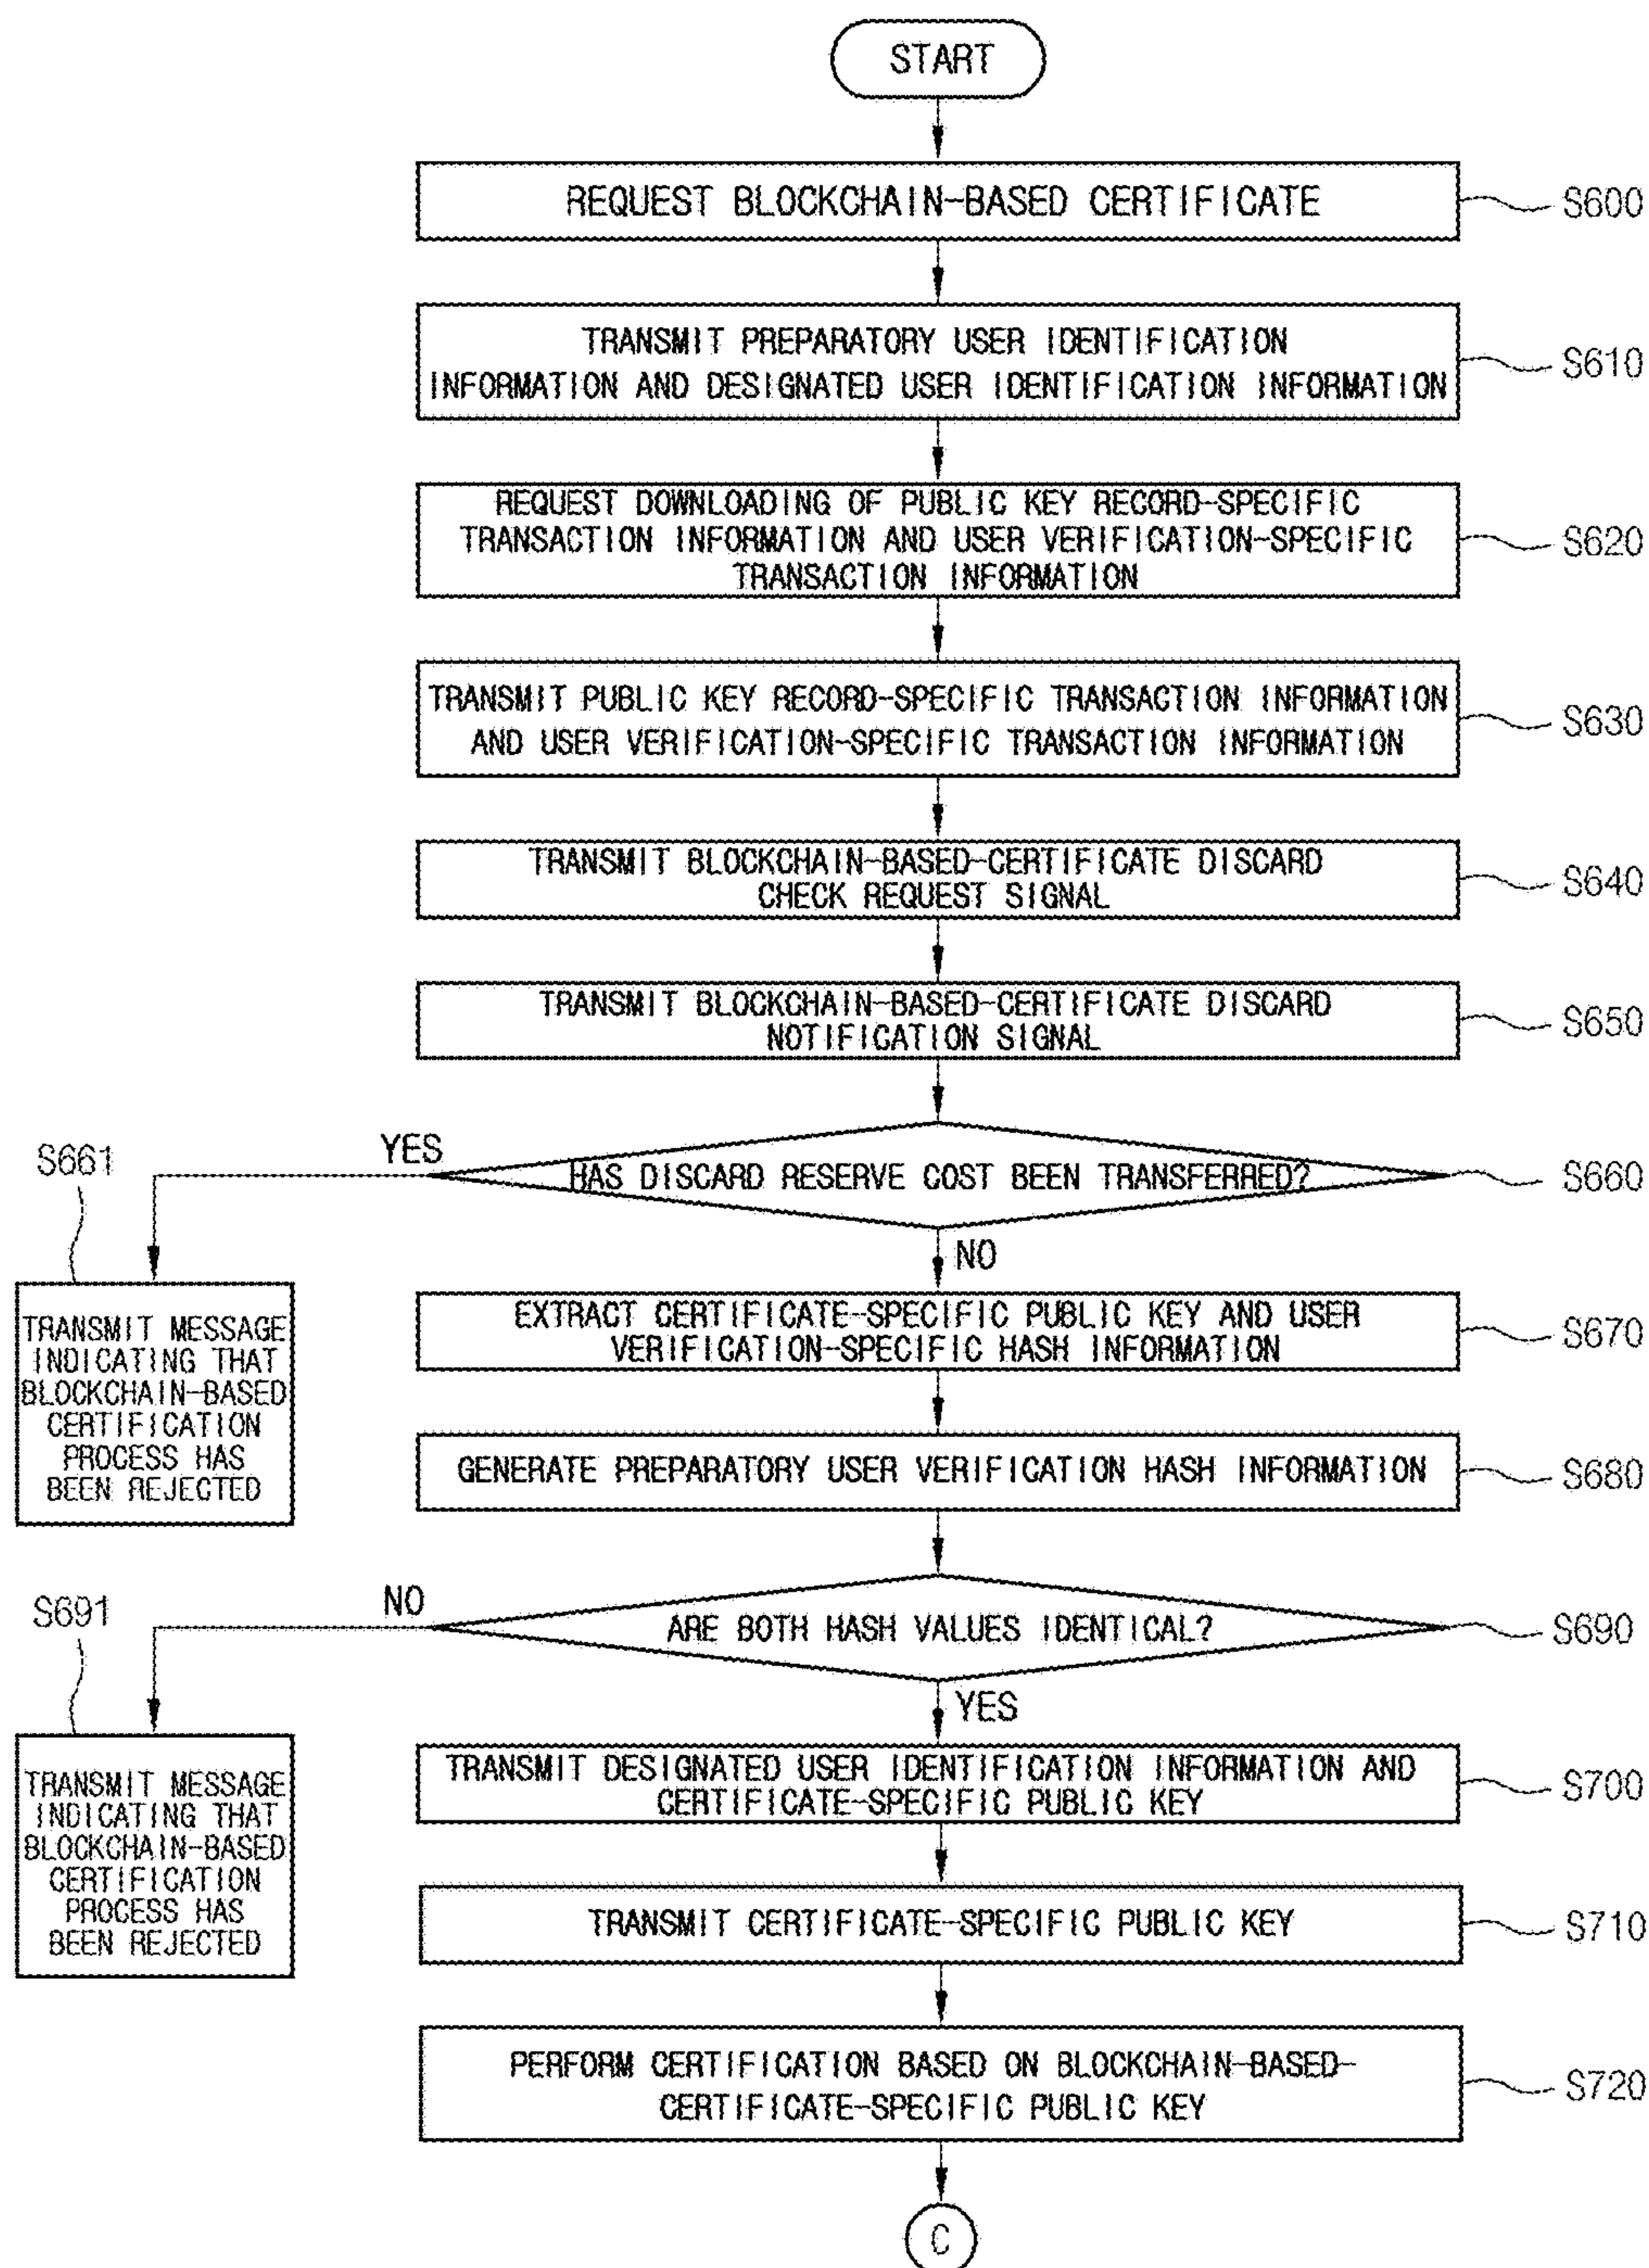 START
REQUEST BLOCKCHAIN-BASED CERTIFICATE
S600
TRANSMIT PREPARATORY USER IDENTIFICATION
INFORMATION AND DESIGNATED USER IDENTIFICATION INFORMATION
S610
REQUEST DOWNLOADING OF PUBLIC KEY RECORD-SPECIFIC
TRANSACTION INFORMATION AND USER VERIFICATION-SPECIFIC
TRANSACTION INFORMATION
S620
TRANSMIT PUBLIC KEY RECORD-SPECIFIC TRANSACTION INFORMATION
AND USER VERIFICATION-SPECIFIC TRANSACTION INFORMATION
S630
TRANSMIT BLOCKCHAIN-BASED-CERTIFICATE DISCARD
CHECK REQUEST SIGNAL
S640
TRANSMIT BLOCKCHAIN-BASED-CERTIFICATE DISCARD
NOTIFICATION SIGNAL
S650
HAS DISCARD RESERVE COST BEEN TRANSFERRED?
S660
YES
S661
TRANSMIT MESSAGE
INDICATING THAT
BLOCKCHAIN-BASED
CERTIFICATION
PROCESS HAS
BEEN REJECTED
NO
EXTRACT CERTIFICATE-SPECIFIC PUBLIC KEY AND USER
VERIFICATION-SPECIFIC HASH INFORMATION
S670
GENERATE PREPARATORY USER VERIFICATION HASH INFORMATION
S680
ARE BOTH HASH VALUES IDENTICAL?
S690
NO
S691
TRANSMIT MESSAGE
INDICATING THAT
BLOCKCHAIN-BASED
CERTIFICATION
PROCESS HAS
BEEN REJECTED
YES
TRANSMIT DESIGNATED USER IDENTIFICATION INFORMATION AND
CERTIFICATE-SPECIFIC PUBLIC KEY
S700
TRANSMIT CERTIFICATE-SPECIFIC PUBLIC KEY
S710
PERFORM CERTIFICATION BASED ON BLOCKCHAIN-BASED-
CERTIFICATE-SPECIFIC PUBLIC KEY
S720
C